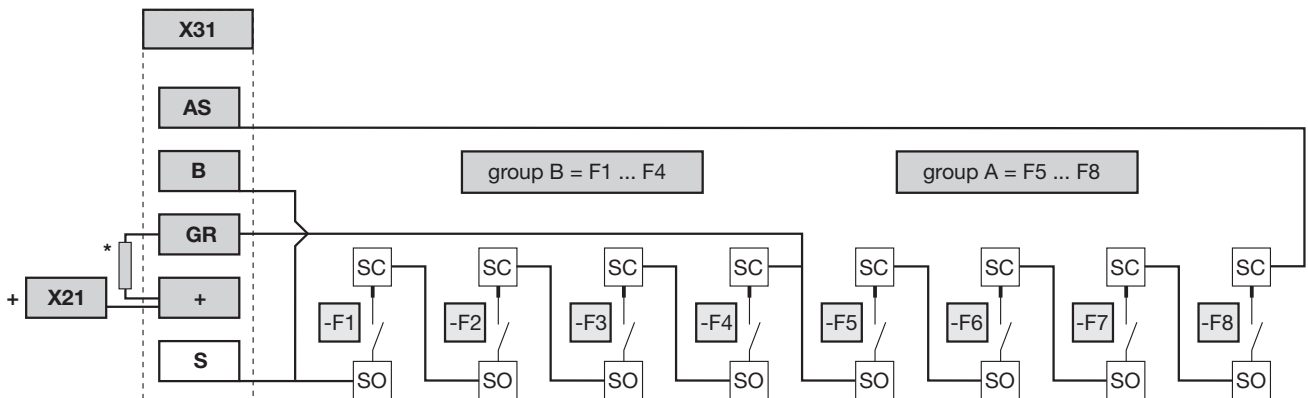 X31
AS
B
group B = F1 ... F4
group A = F5 ... F8
GR
*
SC SC SC SC SC SC SC SC
+ X21 +
-F1 -F2 -F3 -F4 -F5 -F6 -F7 -F8
S
SO SO SO SO SO SO SO SO